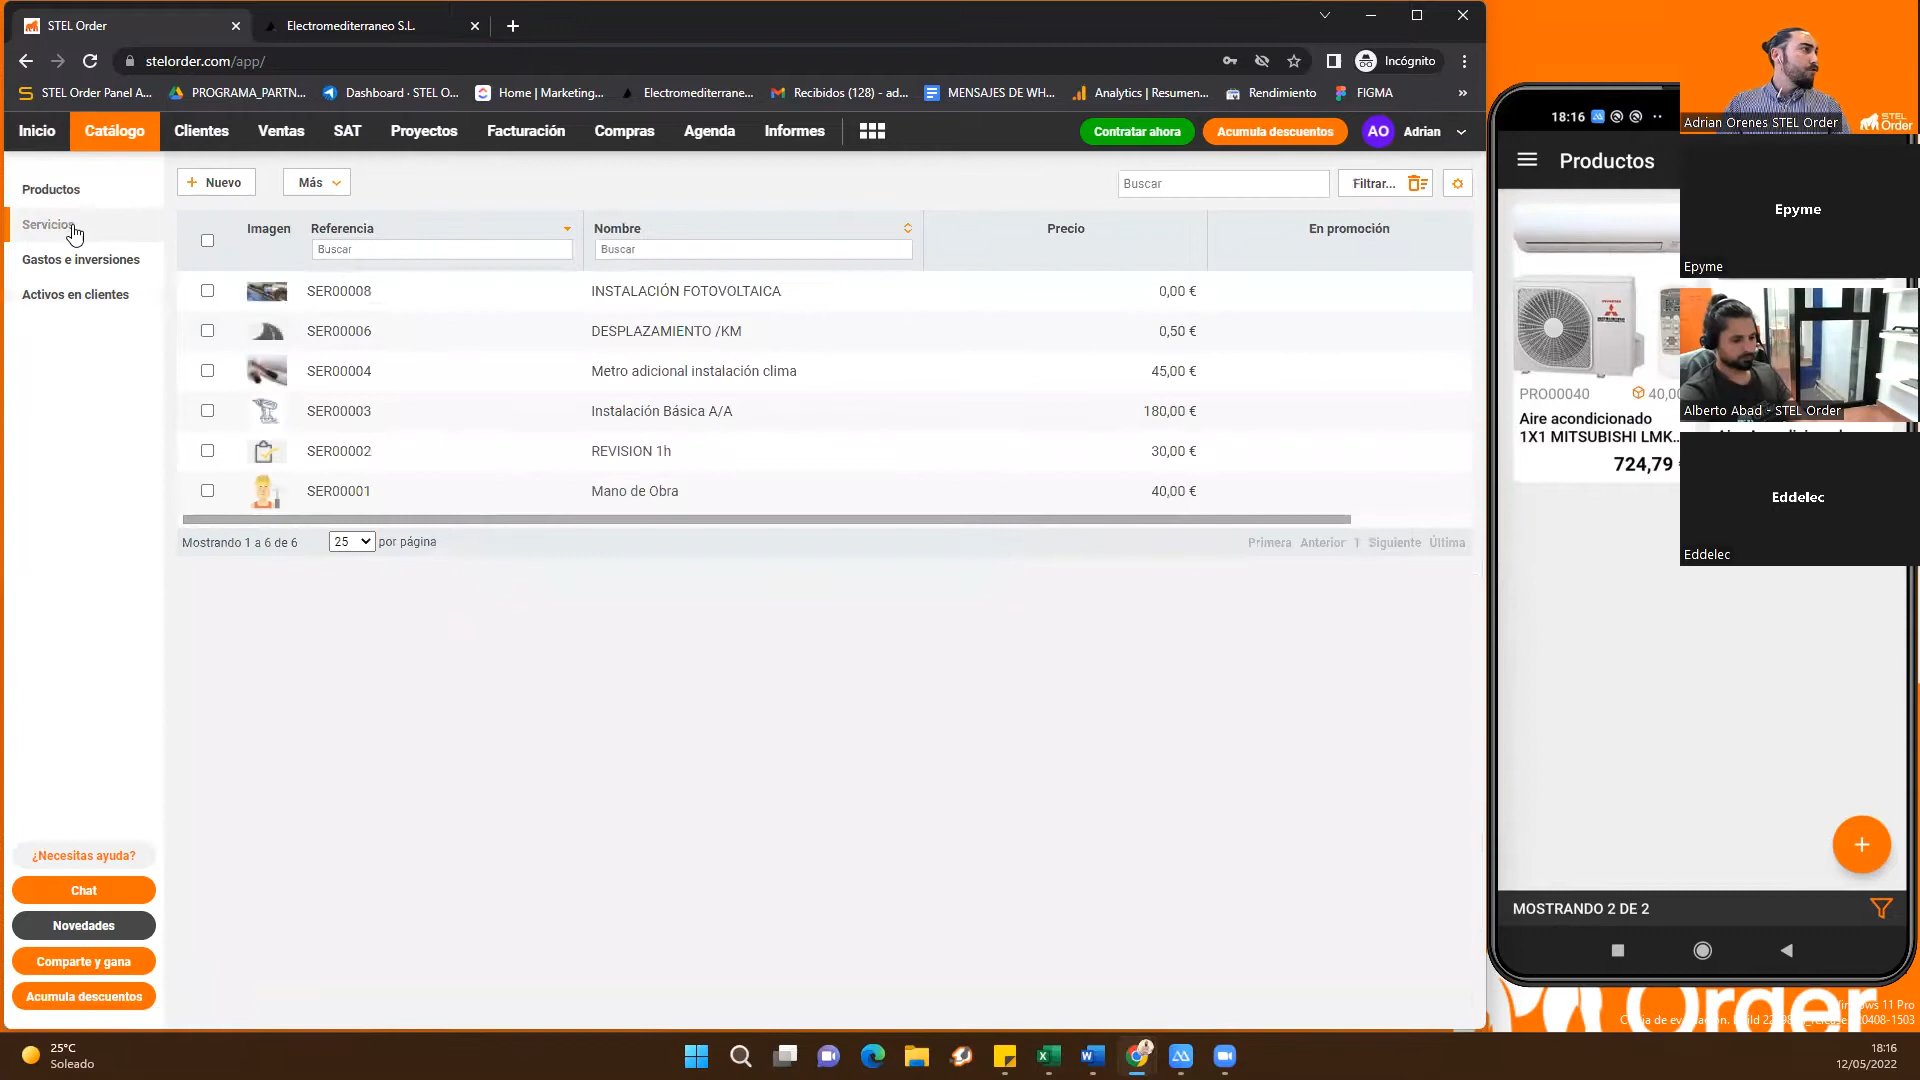 STEL Order
Electromediterraneo S.L.
stelorder.com/app/
Incógnito
STEL Order Panel A...
PROGRAMA_PARTN...
Dashboard · STEL O...
Home | Marketing...
Electromediterrane...
Recibidos (128) - ad...
MENSAJES DE WH...
Analytics | Resumen...
Rendimiento
FIGMA
Inicio
Catálogo
Clientes
Ventas
SAT
Proyectos
Facturación
Compras
Agenda
Informes
Contratar ahora
Acumula descuentos
AO
Adrian
Productos
Servicios
Gastos e inversiones
Activos en clientes
Nuevo
Más
Buscar
Filtrar...
Imagen
Referencia
Nombre
Precio
En promoción
Buscar
Buscar
SER00008 INSTALACIÓN FOTOVOLTAICA 0,00 €
SER00006 DESPLAZAMIENTO /KM 0,50 €
SER00004 Metro adicional instalación clima 45,00 €
SER00003 Instalación Básica A/A 180,00 €
SER00002 REVISION 1h 30,00 €
SER00001 Mano de Obra 40,00 €
Mostrando 1 a 6 de 6
25
por página
Primera Anterior 1 Siguiente Última
¿Necesitas ayuda?
Chat
Novedades
Comparte y gana
Acumula descuentos
18:16
Productos
PRO00040
40,0
Aire acondicionado
1X1 MITSUBISHI LMK...
724,79
MOSTRANDO 2 DE 2
Adrian Orenes STEL Order
STEL
Order
Epyme
Epyme
Alberto Abad - STEL Order
Eddelec
Eddelec
Order
25°C
Soleado
18:16
12/05/2022